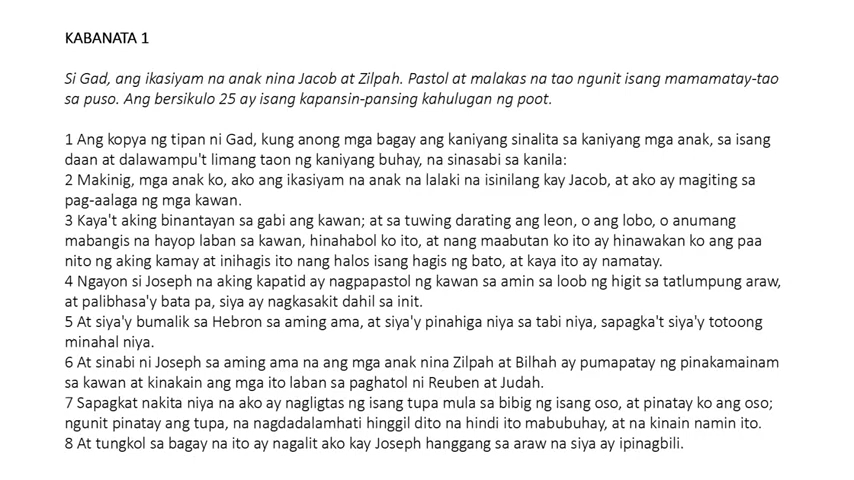 KABANATA 1
Si Gad, ang ikasiyam na anak nina Jacob at Zilpah. Pastol at malakas na tao ngunit isang mamamatay-tao
sa puso. Ang bersikulo 25 ay isang kapansin-pansing kahulugan ng poot.
1 Ang kopya ng tipan ni Gad, kung anong mga bagay ang kaniyang sinalita sa kaniyang mga anak, sa isang
daan at dalawampu't limang taon ng kaniyang buhay, na sinasabi sa kanila:
2 Makinig, mga anak ko, ako ang ikasiyam na anak na lalaki na isinilang kay Jacob, at ako ay magiting sa
pag-aalaga ng mga kawan.
3 Kaya't aking binantayan sa gabi ang kawan; at sa tuwing darating ang leon, o ang lobo, o anumang
mabangis na hayop laban sa kawan, hinahabol ko ito, at nang maabutan ko ito ay hinawakan ko ang paa
nito ng aking kamay at inihagis ito nang halos isang hagis ng bato, at kaya ito ay namatay.
4 Ngayon si Joseph na aking kapatid ay nagpapastol ng kawan sa amin sa loob ng higit sa tatlumpung araw,
at palibhasa'y bata pa, siya ay nagkasakit dahil sa init.
5 At siya'y bumalik sa Hebron sa aming ama, at siya'y pinahiga niya sa tabi niya, sapagka't siya'y totoong
minahal niya.
6 At sinabi ni Joseph sa aming ama na ang mga anak nina Zilpah at Bilhah ay pumapatay ng pinakamainam
sa kawan at kinakain ang mga ito laban sa paghatol ni Reuben at Judah.
7 Sapagkat nakita niya na ako ay nagligtas ng isang tupa mula sa bibig ng isang oso, at pinatay ko ang oso;
ngunit pinatay ang tupa, na nagdadalamhati hinggil dito na hindi ito mabubuhay, at na kinain namin ito.
8 At tungkol sa bagay na ito ay nagalit ako kay Joseph hanggang sa araw na siya ay ipinagbili.